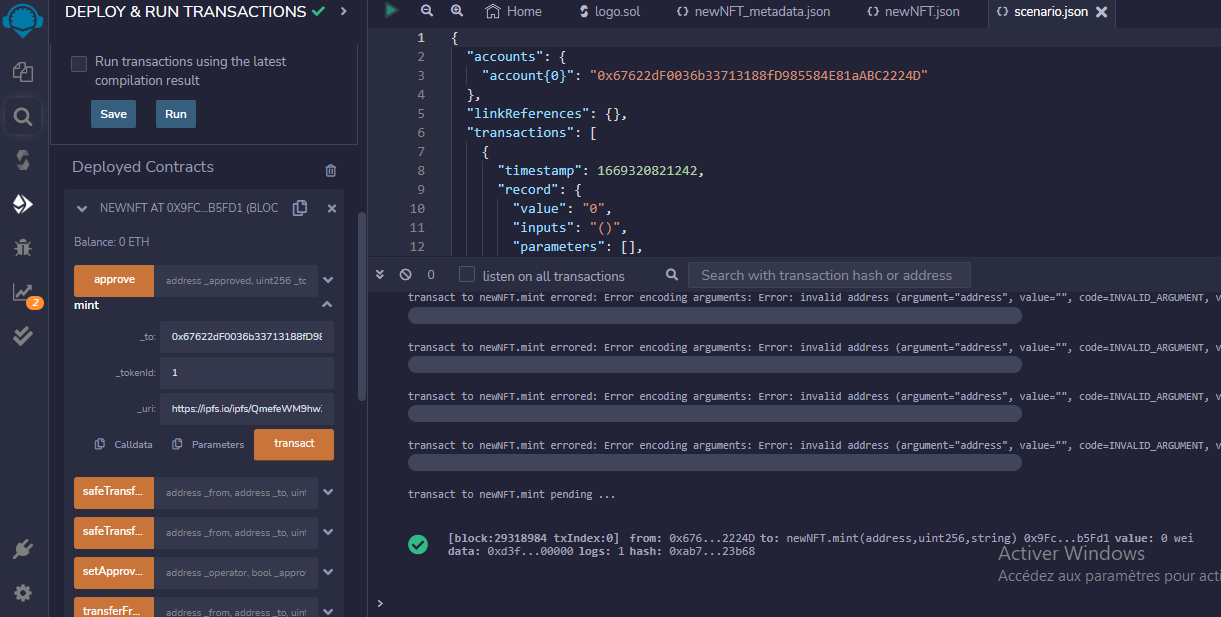 DEPLOY & RUN TRANSACTIONS
Home
logo.sol
newNFT_metadata.json
newNFT.json
scenario.json
Run transactions using the latest
compilation result
Save
Run
Deployed Contracts
NEWNFT AT 0X9FC...B5FD1 (BLOC
Balance: 0 ETH
approve
address _approved, uint256 _to
mint
_to:
0x67622dF0036b33713188fD98
_tokenId:
1
_uri:
https://ipfs.io/ipfs/QmefeWM9hw
Calldata
Parameters
transact
safeTransf...
address _from, address _to, uint
safeTransf...
address _from, address _to, uint
setApprov...
address _operator, bool _appro
transferFr...
address _from, address _to, uint
2
1 {
2 "accounts": {
3 "account{0}": "0x67622dF0036b33713188fD985584E81aABC2224D"
4 },
5 "linkReferences": {},
6 "transactions": [
7 {
8 "timestamp": 1669320821242,
9 "record": {
10 "value": "0",
11 "inputs": "()",
12 "parameters": [],
0
listen on all transactions
Search with transaction hash or address
transact to newNFT.mint errored: Error encoding arguments: Error: invalid address (argument="address", value="", code=INVALID_ARGUMENT, v
transact to newNFT.mint errored: Error encoding arguments: Error: invalid address (argument="address", value="", code=INVALID_ARGUMENT, v
transact to newNFT.mint errored: Error encoding arguments: Error: invalid address (argument="address", value="", code=INVALID_ARGUMENT, v
transact to newNFT.mint errored: Error encoding arguments: Error: invalid address (argument="address", value="", code=INVALID_ARGUMENT, v
transact to newNFT.mint pending ...
[block:29318984 txIndex:0] from: 0x676...2224D to: newNFT.mint(address,uint256,string) 0x9Fc...b5Fd1 value: 0 wei
data: 0xd3f...00000 logs: 1 hash: 0xab7...23b68
Activer Windows
Accédez aux paramètres pour acti
>